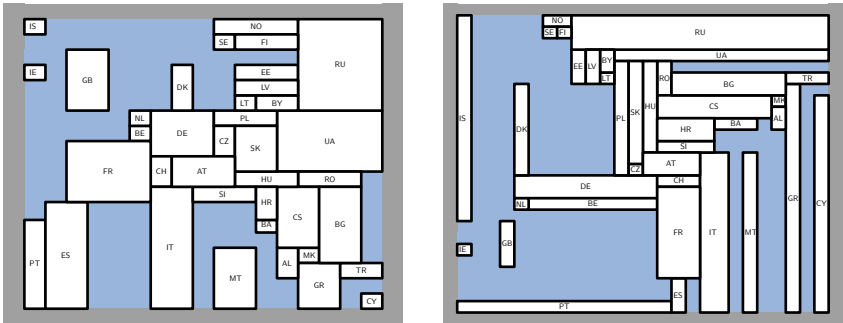 IS
NO
SE
FI
RU
IE
GB
DK
EE
LV
LT
BY
NL
BE
DE
PL
CZ
SK
UA
FR
CH
AT
HU
RO
SI
HR
CS
BG
BA
PT
ES
IT
MT
AL
MK
TR
GR
CY
NO
RU
SE
FI
UA
EE
LV
BY
LT
RO
BG
TR
IS
DK
PL
SK
HU
CS
MK
AL
HR
BA
SI
CZ
AT
DE
CH
NL
BE
GR
CY
IE
GB
FR
IT
MT
ES
PT